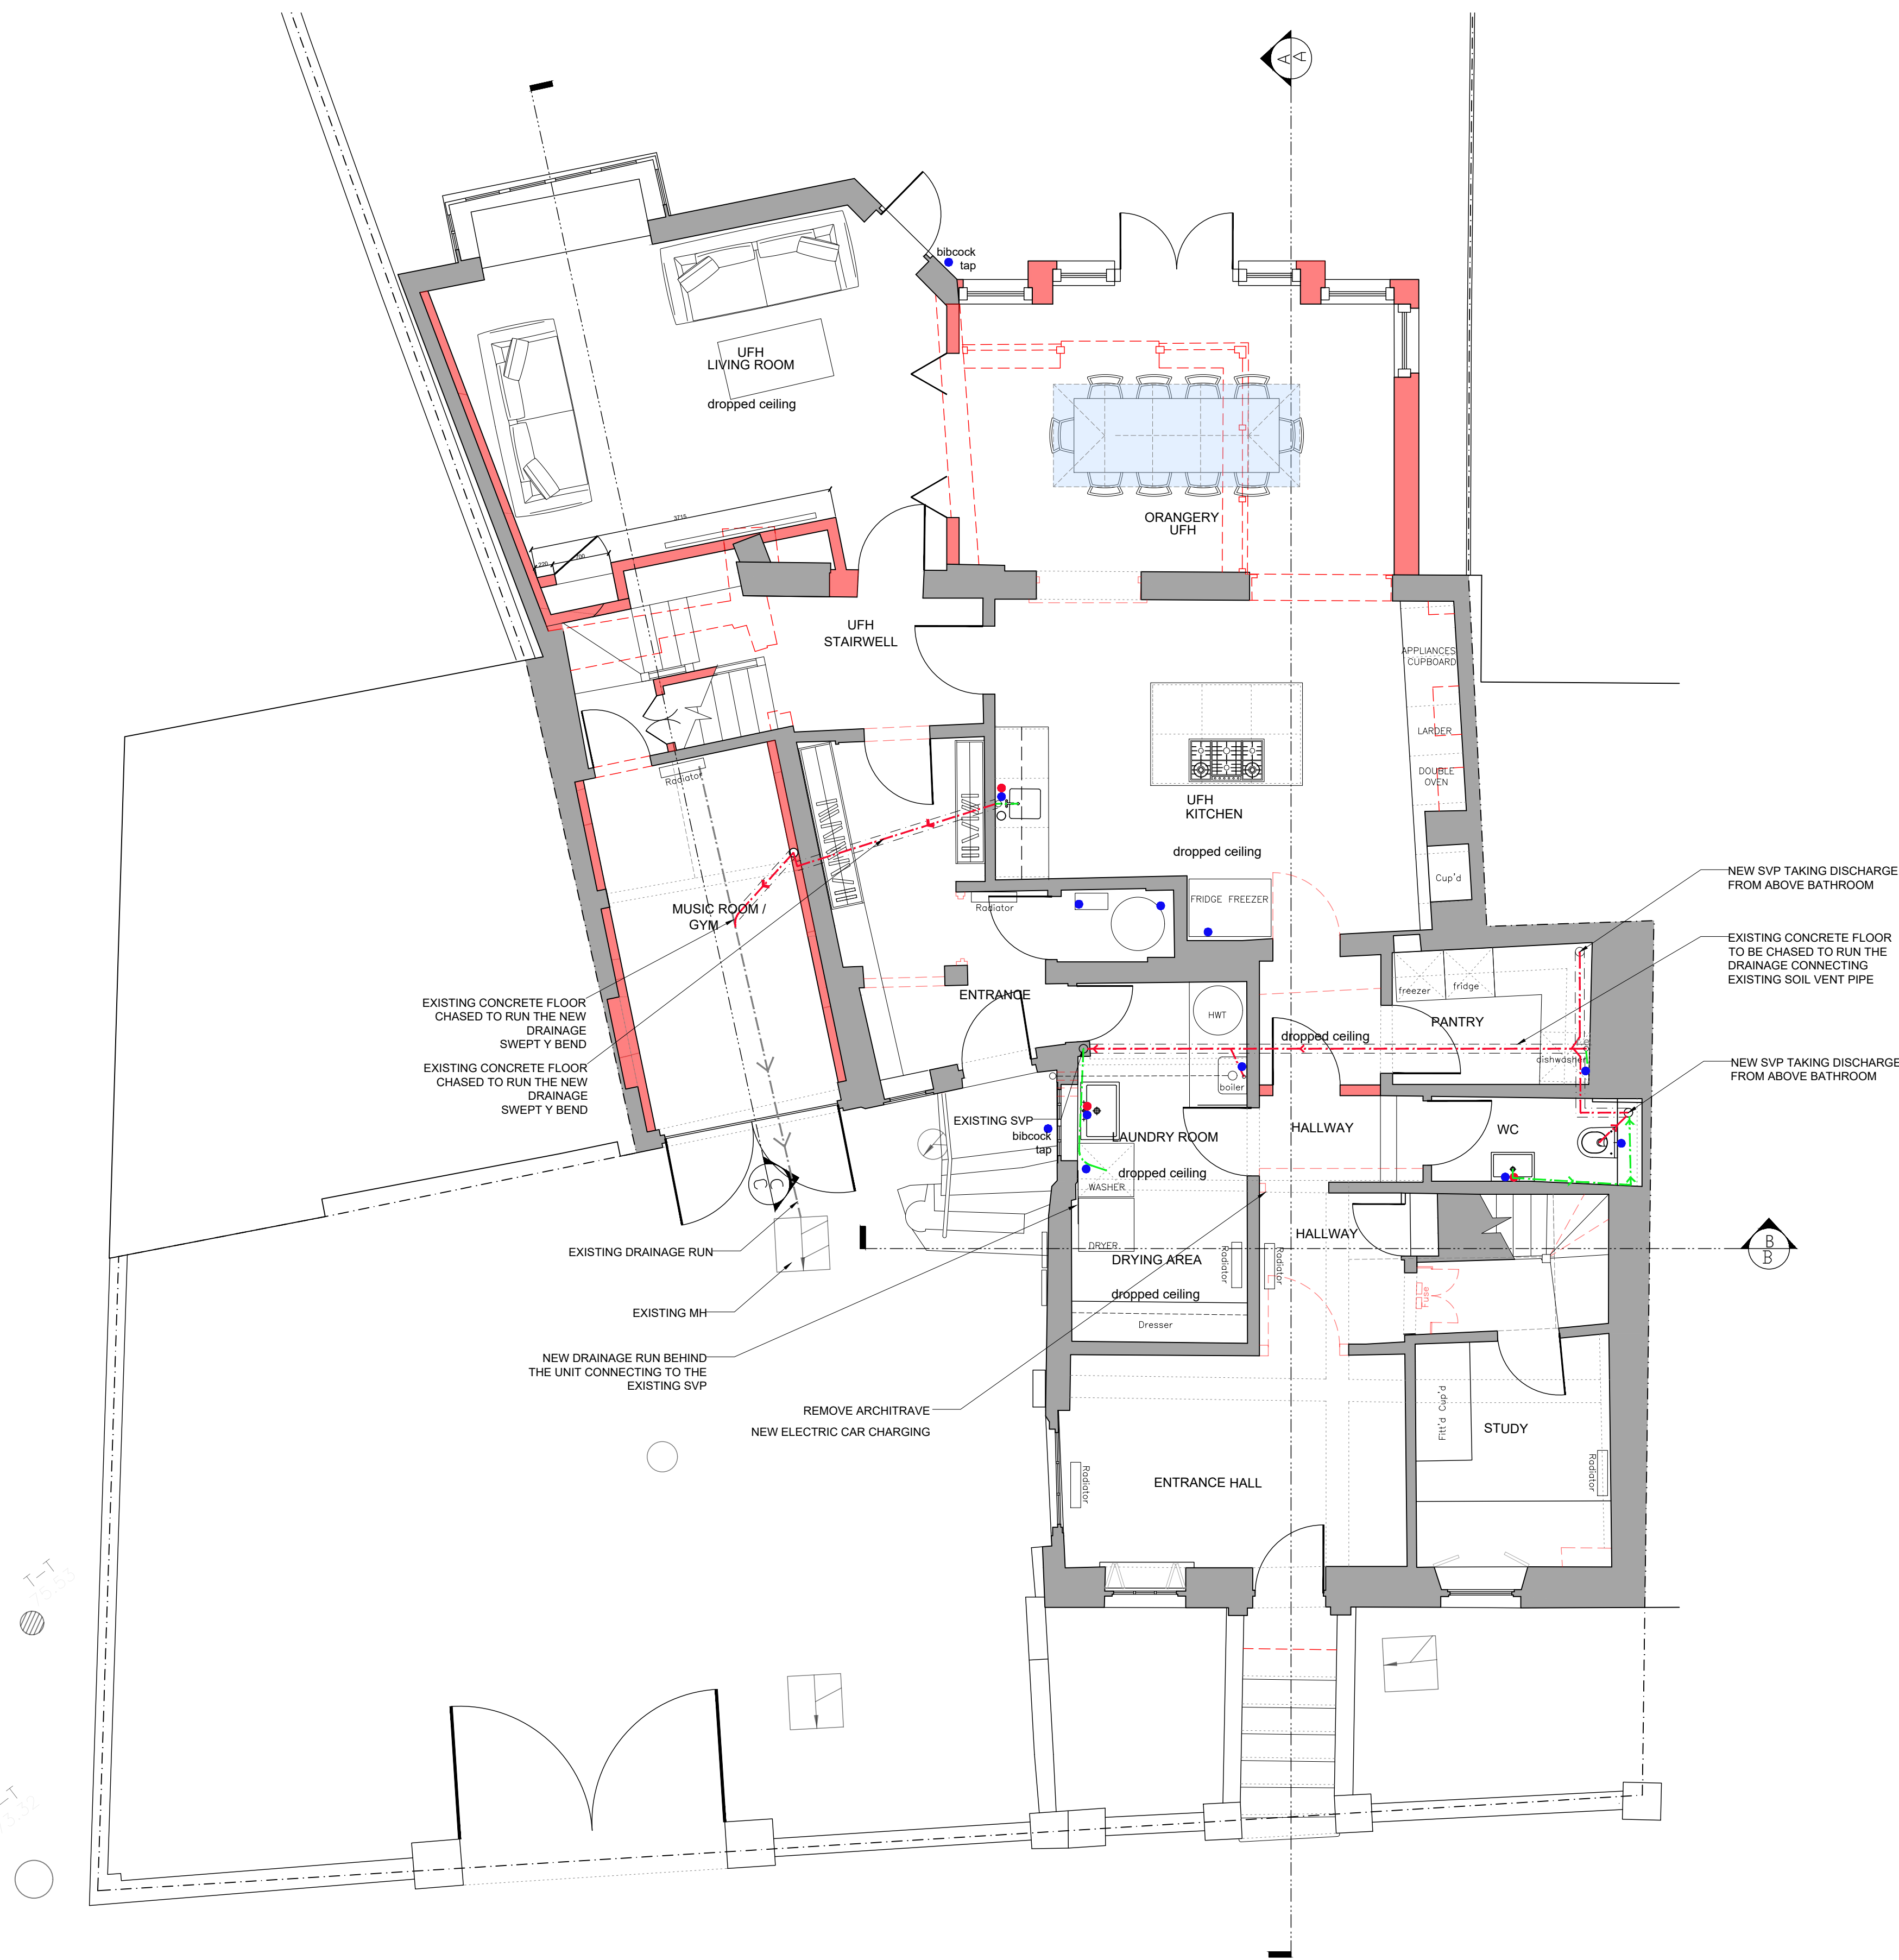 A
A
bibcock
tap
UFH
LIVING ROOM
dropped ceiling
3715
220
700
ORANGERY
UFH
UFH
STAIRWELL
APPLIANCES
CUPBOARD
LARDER
DOUBLE
OVEN
Radiator
UFH
KITCHEN
dropped ceiling
Cup'd
NEW SVP TAKING DISCHARGE
FROM ABOVE BATHROOM
FRIDGE FREEZER
Radiator
MUSIC ROOM /
GYM
EXISTING CONCRETE FLOOR
TO BE CHASED TO RUN THE
DRAINAGE CONNECTING
EXISTING SOIL VENT PIPE
EXISTING CONCRETE FLOOR
CHASED TO RUN THE NEW
DRAINAGE
SWEPT Y BEND
ENTRANCE
freezer
fridge
HWT
PANTRY
dropped ceiling
dishwasher
EXISTING CONCRETE FLOOR
CHASED TO RUN THE NEW
DRAINAGE
SWEPT Y BEND
boiler
NEW SVP TAKING DISCHARGE
FROM ABOVE BATHROOM
EXISTING SVP
bibcock
tap
LAUNDRY ROOM
HALLWAY
WC
dropped ceiling
WASHER
C
C
EXISTING DRAINAGE RUN
DRYER
HALLWAY
B
B
DRYING AREA
Radiator
Radiator
dropped ceiling
Fuse
EXISTING MH
Dresser
NEW DRAINAGE RUN BEHIND
THE UNIT CONNECTING TO THE
EXISTING SVP
REMOVE ARCHITRAVE
NEW ELECTRIC CAR CHARGING
Fitt'd Cup'd
STUDY
ENTRANCE HALL
Radiator
Radiator
T-T
75.53